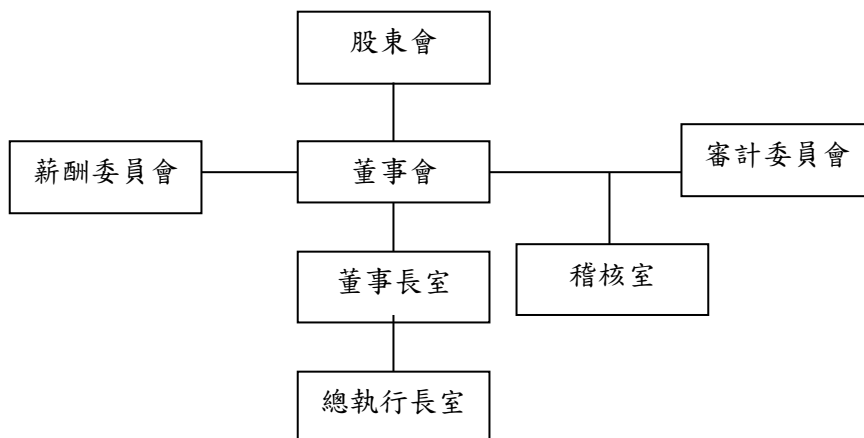 股東會
薪酬委員會
董事會
審計委員會
董事長室
稽核室
總執行長室